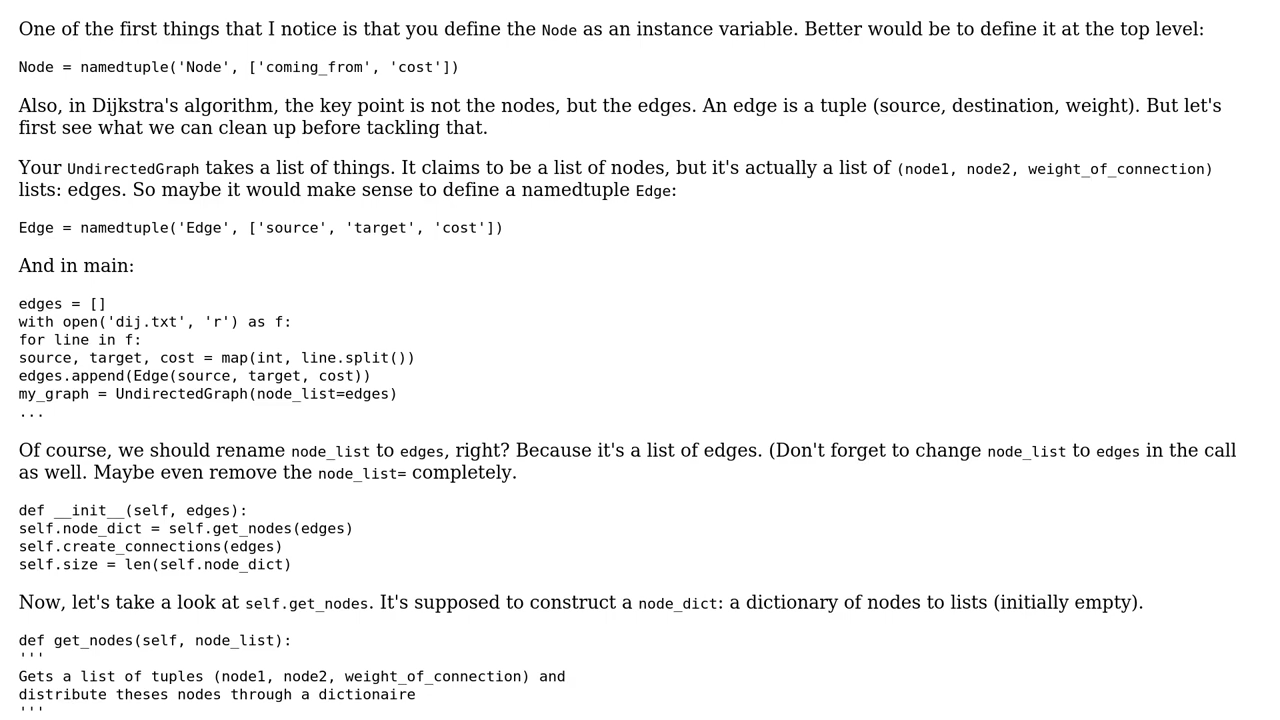 One of the first things that I notice is that you define the Node as an instance variable. Better would be to define it at the top level:
Node = namedtuple('Node', ['coming_from', 'cost'])
Also, in Dijkstra's algorithm, the key point is not the nodes, but the edges. An edge is a tuple (source, destination, weight). But let's
first see what we can clean up before tackling that.
Your UndirectedGraph takes a list of things. It claims to be a list of nodes, but it's actually a list of (node1, node2, weight_of_connection)
lists: edges. So maybe it would make sense to define a namedtuple Edge:
Edge = namedtuple('Edge', ['source', 'target', 'cost'])
And in main:
edges = []
with open('dij.txt', 'r') as f:
for line in f:
source, target, cost = map(int, line.split())
edges.append(Edge(source, target, cost))
my_graph = UndirectedGraph(node_list=edges)
...
Of course, we should rename node_list to edges, right? Because it's a list of edges. (Don't forget to change node_list to edges in the call
as well. Maybe even remove the node_list= completely.
def __init__(self, edges):
self.node_dict = self.get_nodes(edges)
self.create_connections(edges)
self.size = len(self.node_dict)
Now, let's take a look at self.get_nodes. It's supposed to construct a node_dict: a dictionary of nodes to lists (initially empty).
def get_nodes(self, node_list):
'''
Gets a list of tuples (node1, node2, weight_of_connection) and
distribute theses nodes through a dictionaire
'''